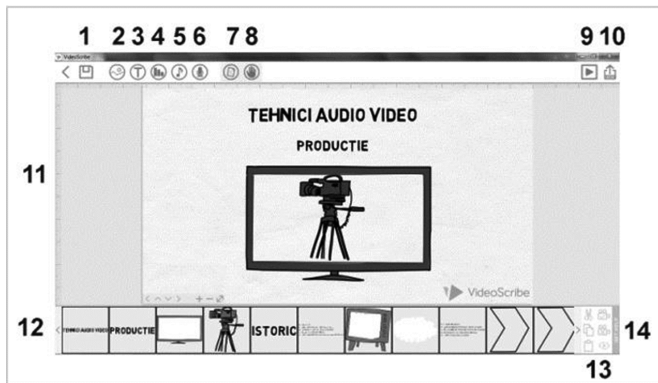 1 2 3 4 5 6 7 8 9 10
VideoScribe
TEHNICI AUDIO VIDEO
PRODUCTIE
11
VideoScribe
12 TEHNICI AUDIO VIDEO PRODUCTIE ISTORIC 14
13